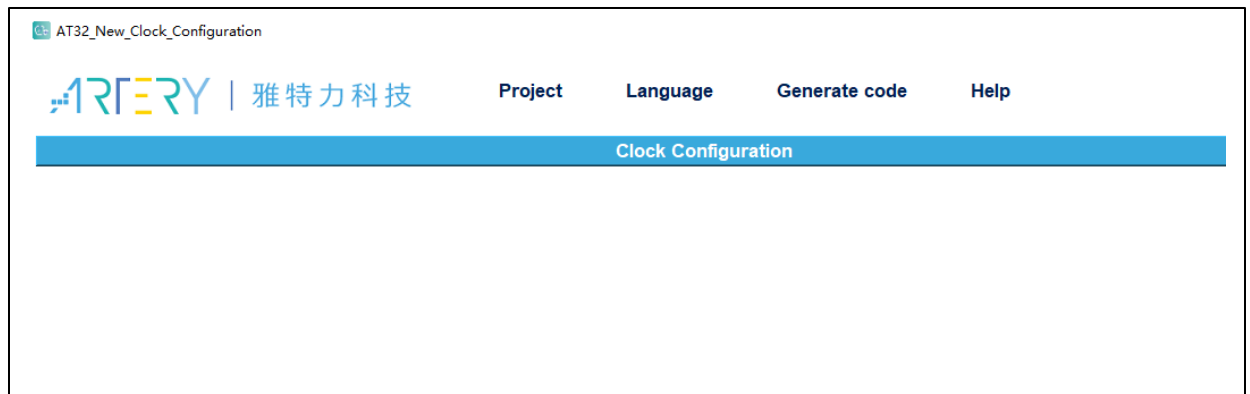 AT32_New_Clock_Configuration
ARTERY 雅特力科技 Project Language Generate code Help
Clock Configuration